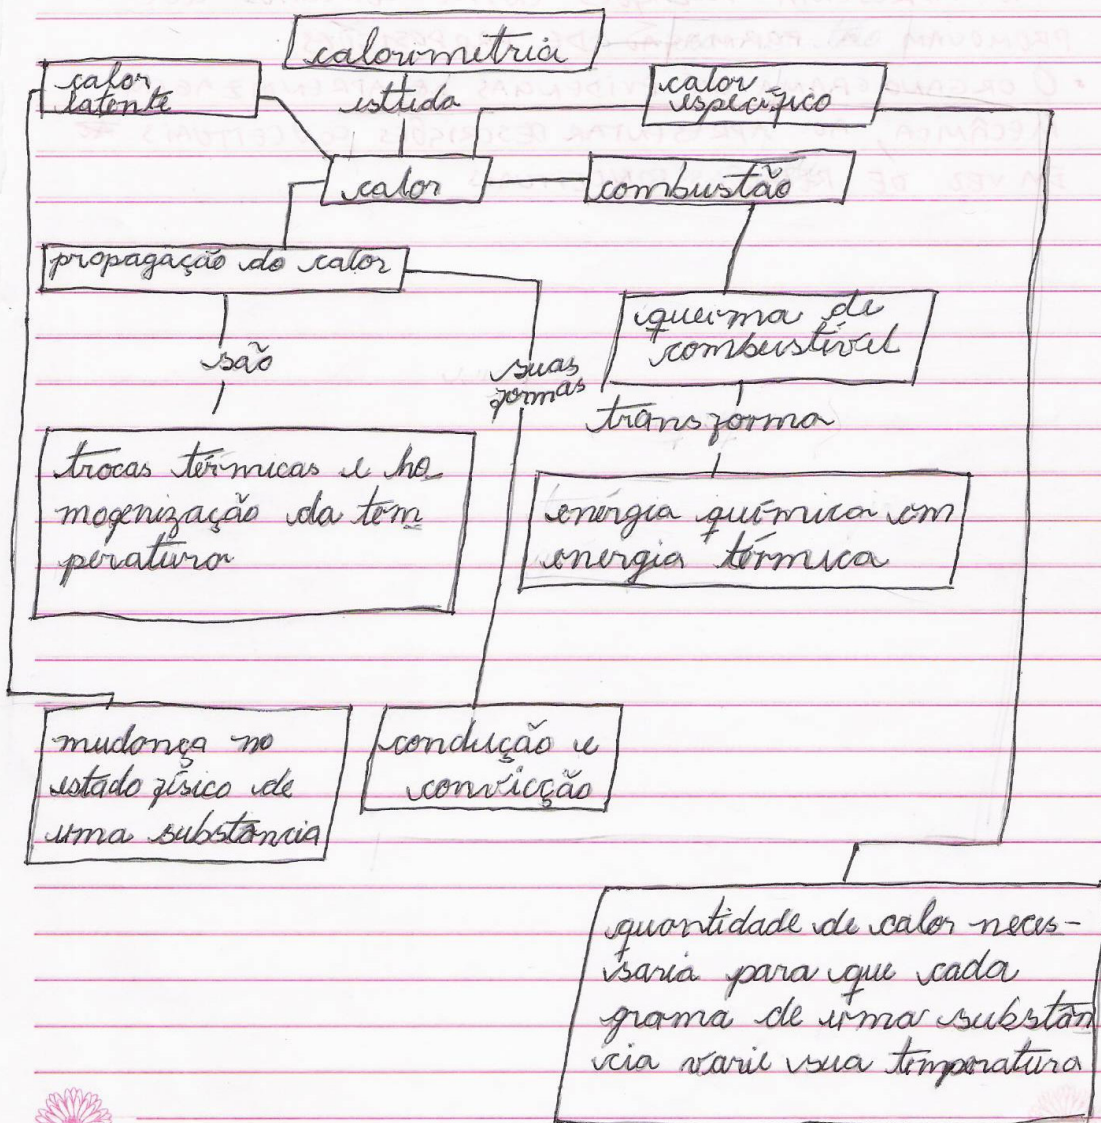 calorimetria
calor
latente
estuda
calor
específico
calor
combustão
propagação do calor
queima de
combustível
são
suas
formas
transforma
trocas térmicas e ho-
mogenização da tem
peratura
energia química em
energia térmica
mudança no
estado físico de
uma substância
condução e
convicção
quantidade de calor neces-
saria para que cada
grama de uma substân
cia varie sua temperatura